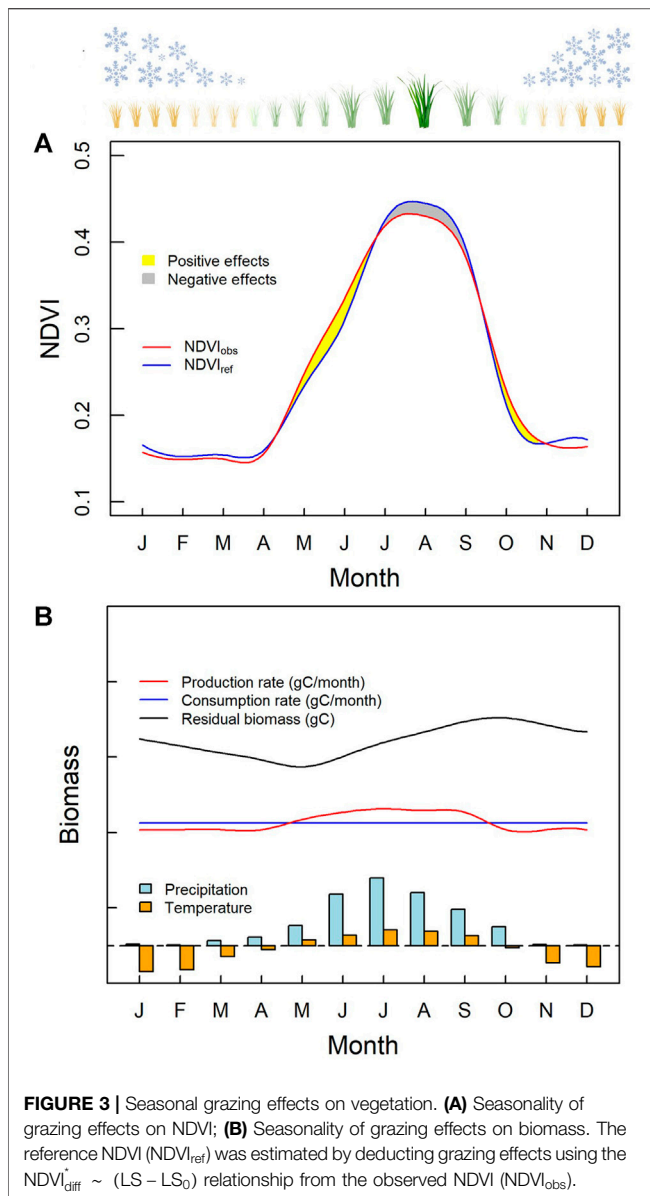 A
0.5
0.4
0.3
0.2
0.1
NDVI
Positive effects
Negative effects
NDVIobs
NDVIref
J F M A M J J A S O N D
Month
B
Biomass
Production rate (gC/month)
Consumption rate (gC/month)
Residual biomass (gC)
Precipitation
Temperature
J F M A M J J A S O N D
Month
FIGURE 3 | Seasonal grazing effects on vegetation. (A) Seasonality of
grazing effects on NDVI; (B) Seasonality of grazing effects on biomass. The
reference NDVI (NDVIref) was estimated by deducting grazing effects using the
NDVI*diff ~ (LS – LS0) relationship from the observed NDVI (NDVIobs).